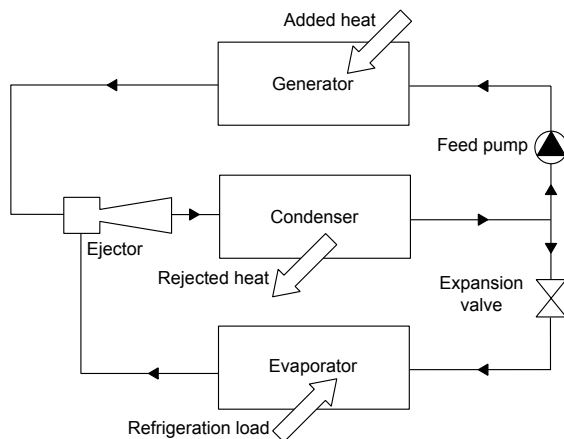 Added heat
Generator
Feed pump
Condenser
Ejector
Rejected heat
Expansion
valve
Evaporator
Refrigeration load